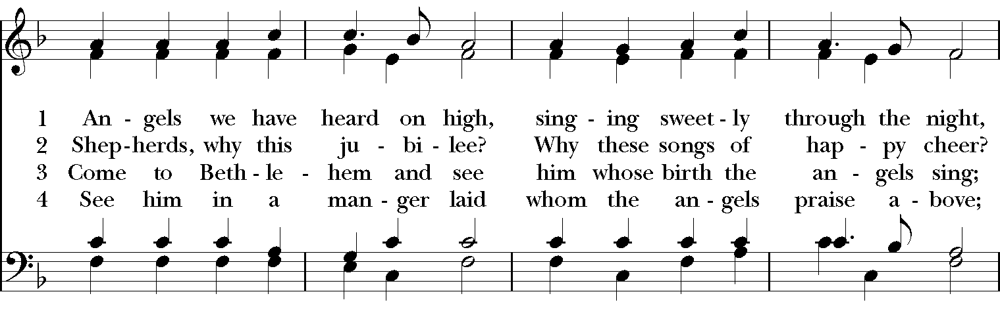 1 An - gels we have heard on high, sing - ing sweet - ly through the night,
2 Shep - herds, why this ju - bi - lee? Why these songs of hap - py cheer?
3 Come to Beth - le - hem and see him whose birth the an - gels sing;
4 See him in a man - ger laid whom the an - gels praise a - bove;